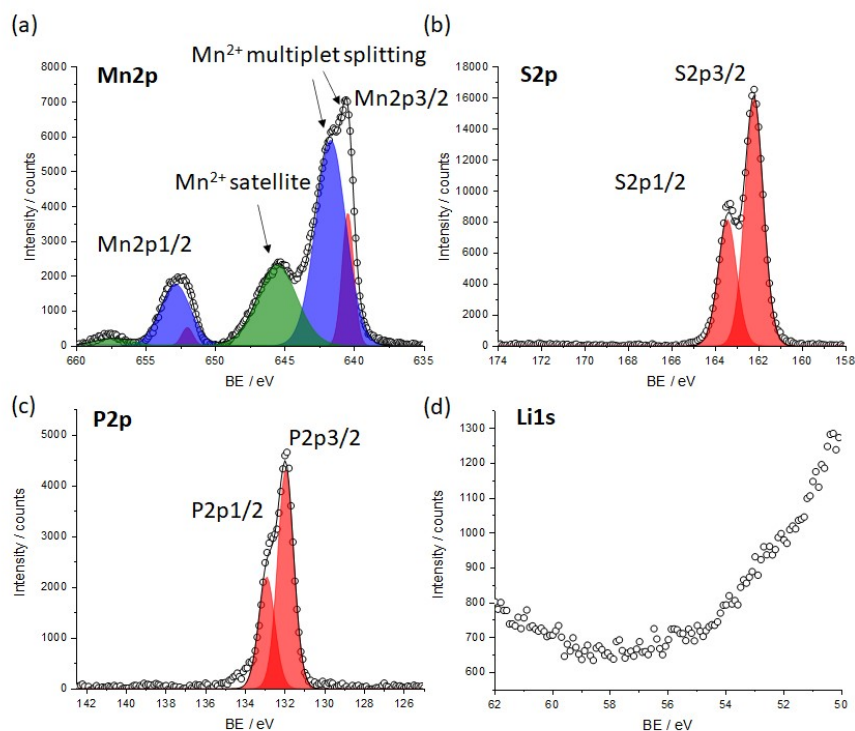 (a)
Mn2p
Mn²⁺ multiplet splitting
Mn2p3/2
Mn²⁺ satellite
Mn2p1/2
8000
7000
6000
5000
4000
3000
2000
1000
0
Intensity / counts
660 655 650 645 640 635
BE / eV
(b)
S2p
S2p3/2
S2p1/2
18000
16000
14000
12000
10000
8000
6000
4000
2000
0
Intensity / counts
174 172 170 168 166 164 162 160 158
BE / eV
(c)
P2p
P2p3/2
P2p1/2
5000
4000
3000
2000
1000
0
Intensity / counts
142 140 138 136 134 132 130 128 126
BE / eV
(d)
Li1s
1300
1200
1100
1000
900
800
700
600
Intensity / counts
62 60 58 56 54 52 50
BE / eV